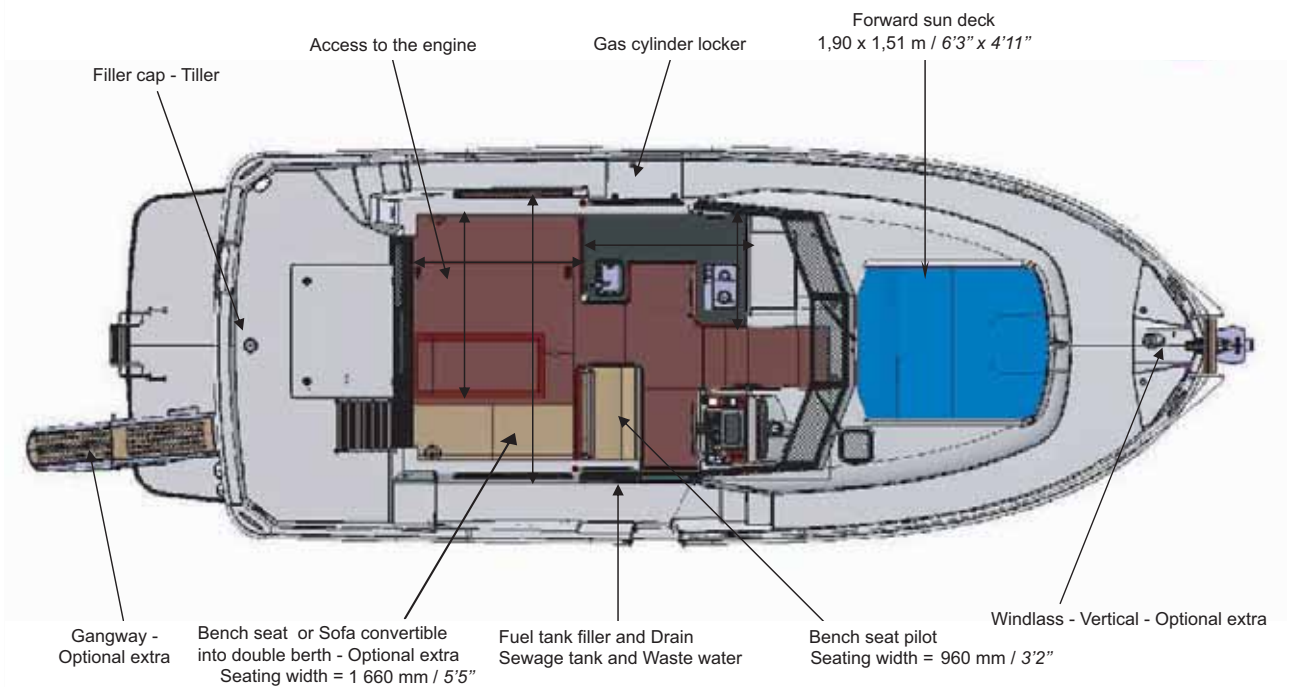 Forward sun deck
1,90 x 1,51 m / 6’3” x 4’11”
Access to the engine
Gas cylinder locker
Filler cap - Tiller
Gangway -
Optional extra
Bench seat or Sofa convertible
into double berth - Optional extra
Seating width = 1 660 mm / 5’5”
Fuel tank filler and Drain
Sewage tank and Waste water
Bench seat pilot
Seating width = 960 mm / 3’2”
Windlass - Vertical - Optional extra